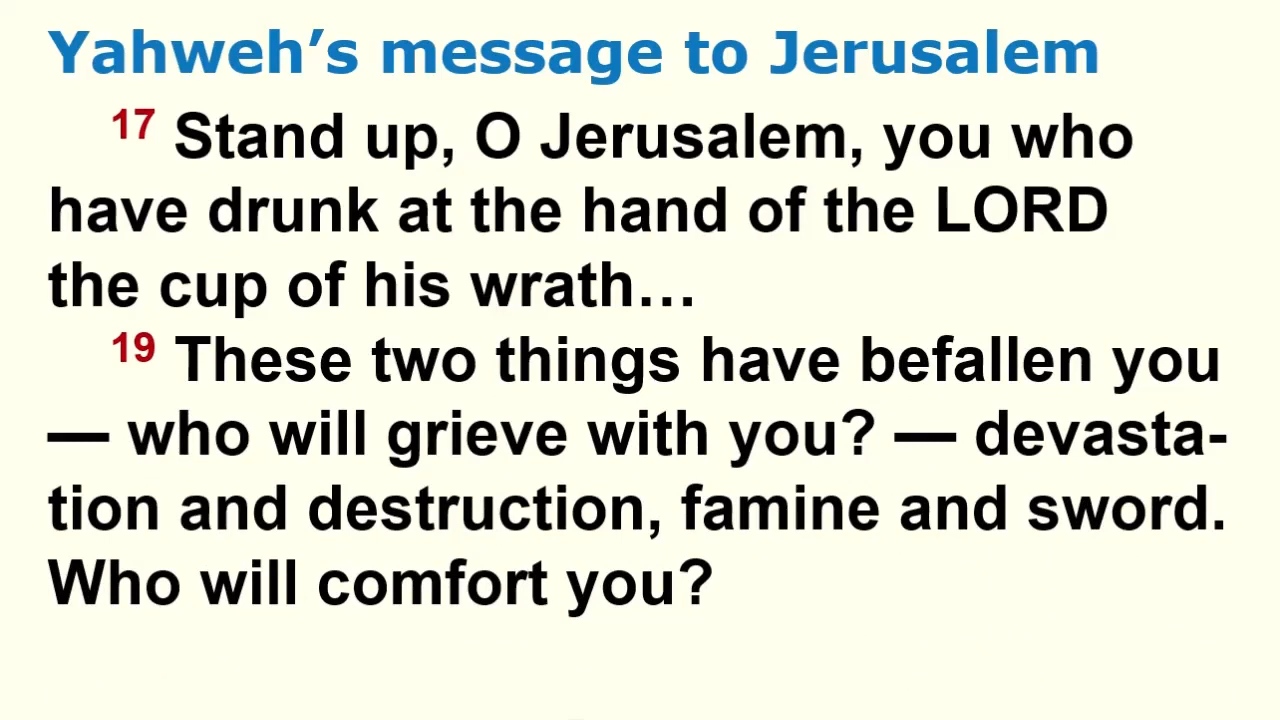 Yahweh’s message to Jerusalem
17 Stand up, O Jerusalem, you who
have drunk at the hand of the LORD
the cup of his wrath…
19 These two things have befallen you
— who will grieve with you? — devasta-
tion and destruction, famine and sword.
Who will comfort you?